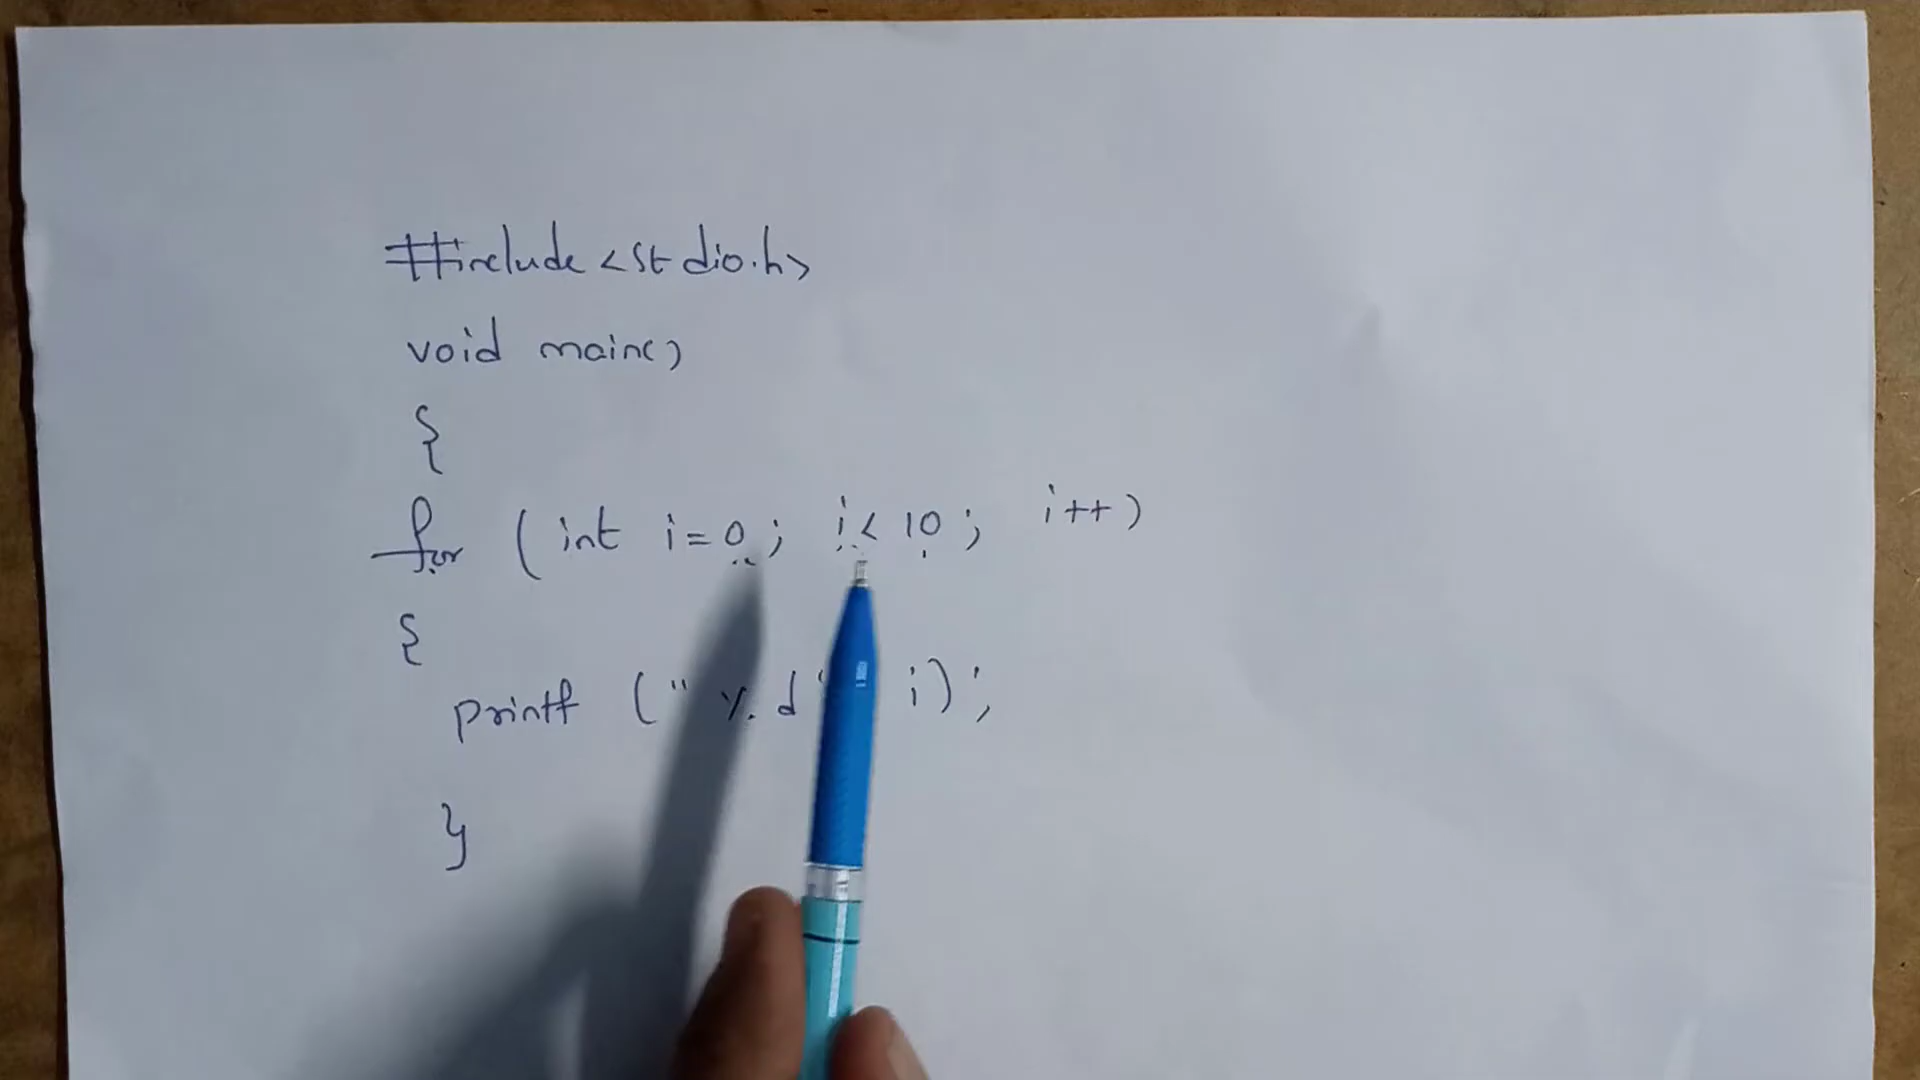 #include <stdio.h>
void main()
{
for (int i=0; i<10; i++)
{
printf ("%d" i);
}